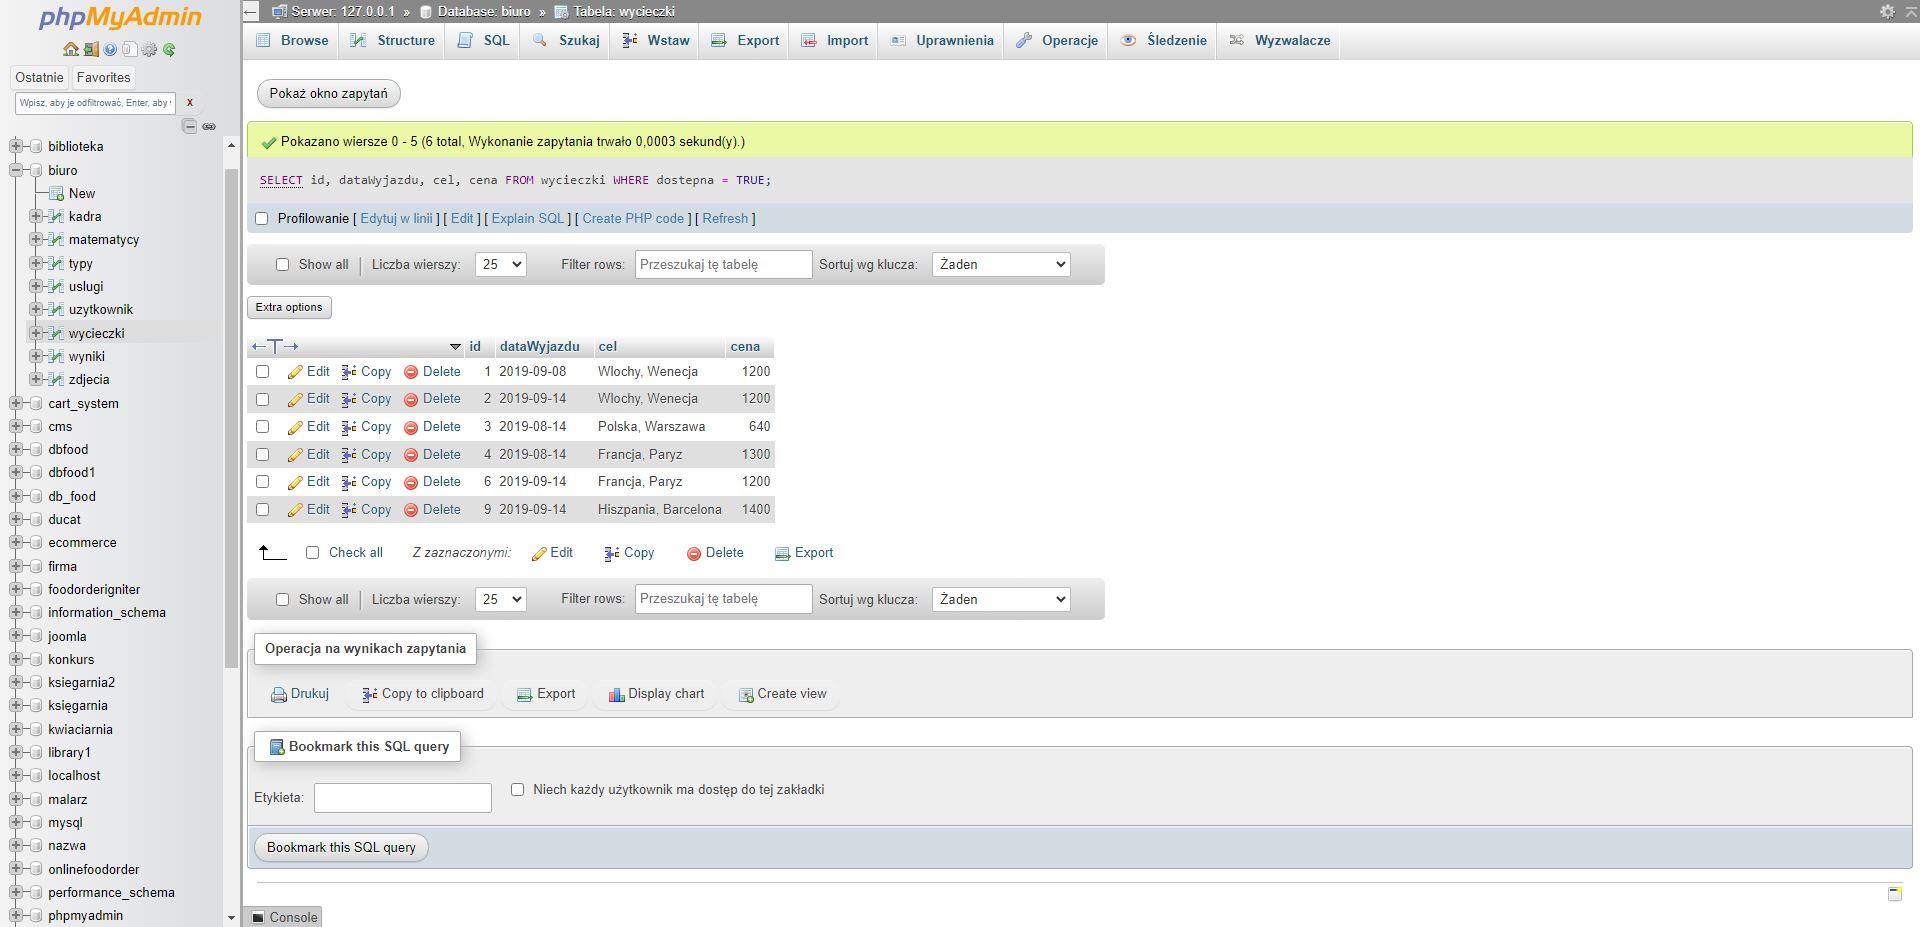 phpMyAdmin
Ostatnie Favorites
Wpisz, aby je odfiltrować, Enter, aby X
biblioteka
biuro
New
kadra
matematycy
typy
uslugi
uzytkownik
wycieczki
wyniki
zdjecia
cart_system
cms
dbfood
dbfood1
db_food
ducat
ecommerce
firma
foodorderigniter
information_schema
joomla
konkurs
ksiegarnia2
księgarnia
kwiaciarnia
library1
localhost
malarz
mysql
nazwa
onlinefoodorder
performance_schema
phpmyadmin
Serwer: 127.0.0.1 » Database: biuro » Tabela: wycieczki
Browse Structure SQL Szukaj Wstaw Export Import Uprawnienia Operacje Śledzenie Wyzwalacze
Pokaż okno zapytań
Pokazano wiersze 0 - 5 (6 total, Wykonanie zapytania trwało 0,0003 sekund(y).)
SELECT id, dataWyjazdu, cel, cena FROM wycieczki WHERE dostepna = TRUE;
Profilowanie [ Edytuj w linii ] [ Edit ] [ Explain SQL ] [ Create PHP code ] [ Refresh ]
Show all Liczba wierszy: 25 Filter rows: Przeszukaj tę tabelę Sortuj wg klucza: Żaden
Extra options
←T→ id dataWyjazdu cel cena
Edit Copy Delete 1 2019-09-08 Wlochy, Wenecja 1200
Edit Copy Delete 2 2019-09-14 Wlochy, Wenecja 1200
Edit Copy Delete 3 2019-08-14 Polska, Warszawa 640
Edit Copy Delete 4 2019-08-14 Francja, Paryz 1300
Edit Copy Delete 6 2019-09-14 Francja, Paryz 1200
Edit Copy Delete 9 2019-09-14 Hiszpania, Barcelona 1400
Check all Z zaznaczonymi: Edit Copy Delete Export
Show all Liczba wierszy: 25 Filter rows: Przeszukaj tę tabelę Sortuj wg klucza: Żaden
Operacja na wynikach zapytania
Drukuj Copy to clipboard Export Display chart Create view
Bookmark this SQL query
Etykieta: Niech każdy użytkownik ma dostęp do tej zakładki
Bookmark this SQL query
Console